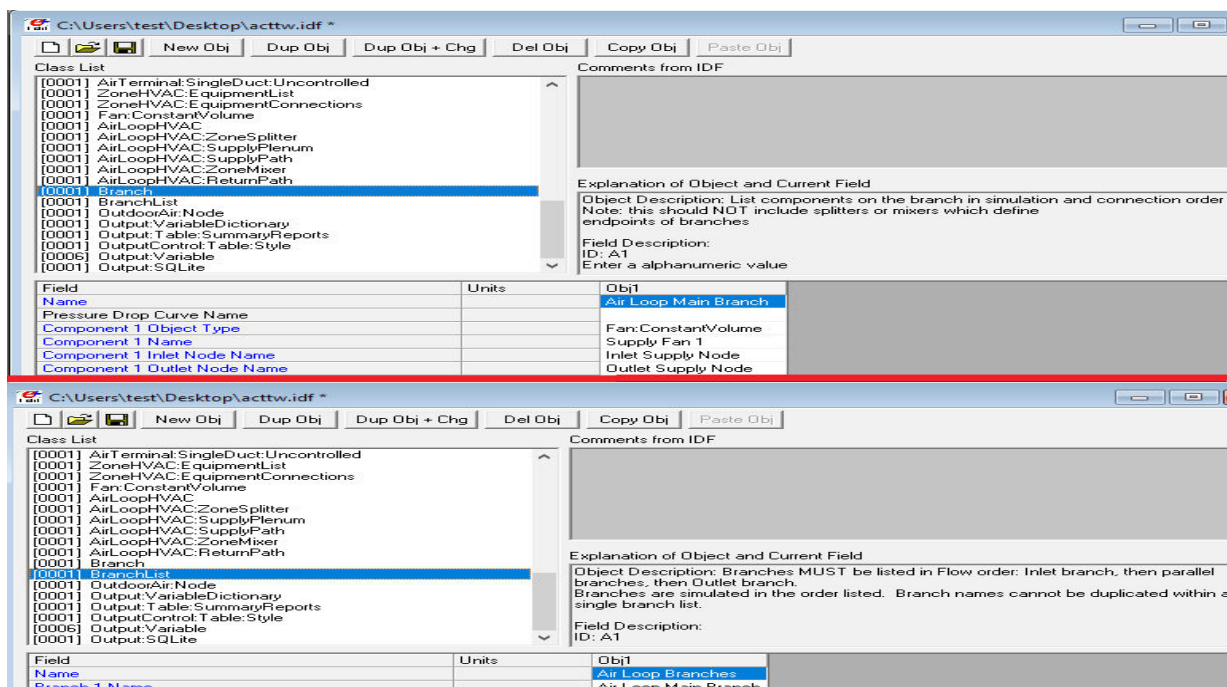 C:\Users\test\Desktop\acttw.idf *
New Obj Dup Obj Dup Obj + Chg Del Obj Copy Obj Paste Obj
Class List
[0001] AirTerminal:SingleDuct:Uncontrolled
[0001] ZoneHVAC:EquipmentList
[0001] ZoneHVAC:EquipmentConnections
[0001] Fan:ConstantVolume
[0001] AirLoopHVAC
[0001] AirLoopHVAC:ZoneSplitter
[0001] AirLoopHVAC:SupplyPlenum
[0001] AirLoopHVAC:SupplyPath
[0001] AirLoopHVAC:ZoneMixer
[0001] AirLoopHVAC:ReturnPath
[0001] Branch
[0001] BranchList
[0001] OutdoorAir:Node
[0001] Output:VariableDictionary
[0001] Output:Table:SummaryReports
[0001] OutputControl:Table:Style
[0006] Output:Variable
[0001] Output:SQLite
Comments from IDF
Explanation of Object and Current Field
Object Description: List components on the branch in simulation and connection order
Note: this should NOT include splitters or mixers which define
endpoints of branches
Field Description:
ID: A1
Enter a alphanumeric value
Field Units Obj1
Name Air Loop Main Branch
Pressure Drop Curve Name
Component 1 Object Type Fan:ConstantVolume
Component 1 Name Supply Fan 1
Component 1 Inlet Node Name Inlet Supply Node
Component 1 Outlet Node Name Outlet Supply Node
C:\Users\test\Desktop\acttw.idf *
New Obj Dup Obj Dup Obj + Chg Del Obj Copy Obj Paste Obj
Class List
[0001] AirTerminal:SingleDuct:Uncontrolled
[0001] ZoneHVAC:EquipmentList
[0001] ZoneHVAC:EquipmentConnections
[0001] Fan:ConstantVolume
[0001] AirLoopHVAC
[0001] AirLoopHVAC:ZoneSplitter
[0001] AirLoopHVAC:SupplyPlenum
[0001] AirLoopHVAC:SupplyPath
[0001] AirLoopHVAC:ZoneMixer
[0001] AirLoopHVAC:ReturnPath
[0001] Branch
[0001] BranchList
[0001] OutdoorAir:Node
[0001] Output:VariableDictionary
[0001] Output:Table:SummaryReports
[0001] OutputControl:Table:Style
[0006] Output:Variable
[0001] Output:SQLite
Comments from IDF
Explanation of Object and Current Field
Object Description: Branches MUST be listed in Flow order: Inlet branch, then parallel
branches, then Outlet branch.
Branches are simulated in the order listed. Branch names cannot be duplicated within a
single branch list.
Field Description:
ID: A1
Field Units Obj1
Name Air Loop Branches
Branch 1 Name Air Loop Main Branch